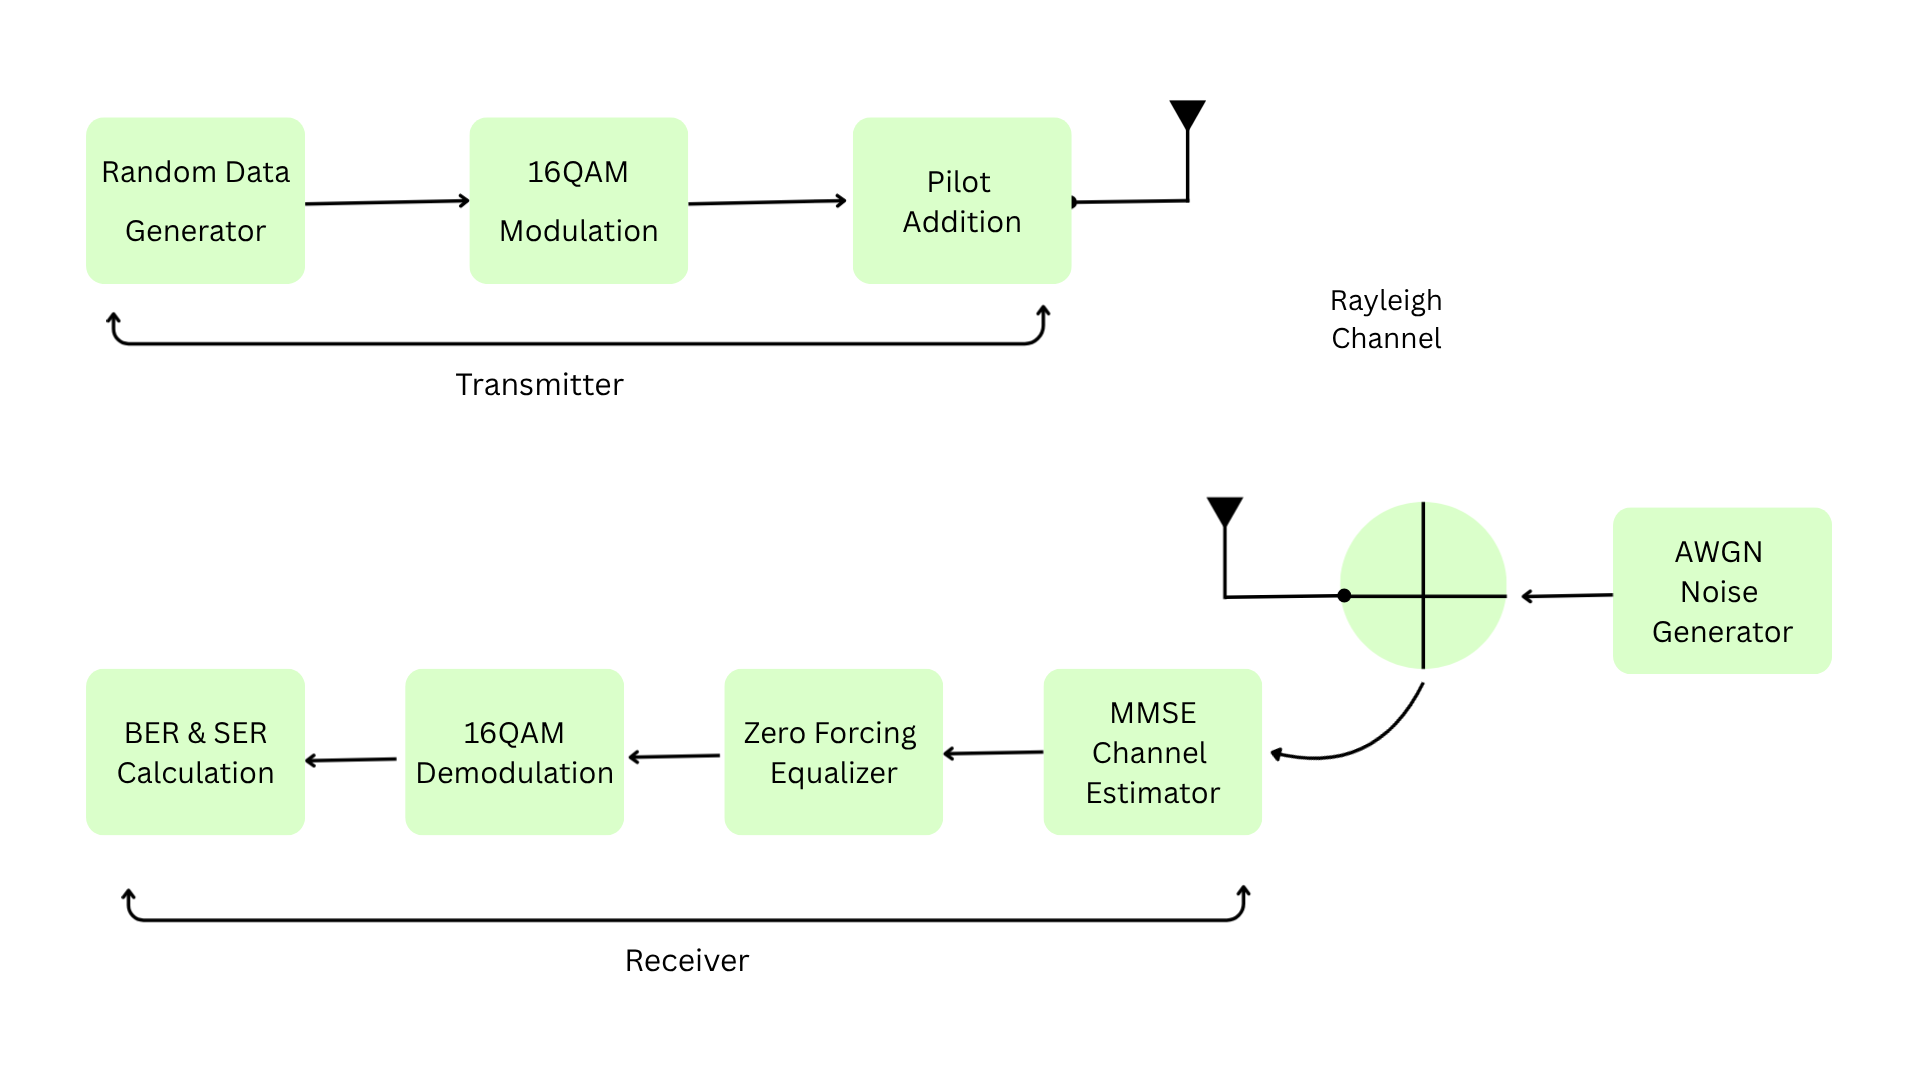 Random Data
Generator
16QAM
Modulation
Pilot
Addition
Transmitter
Rayleigh
Channel
AWGN
Noise
Generator
BER & SER
Calculation
16QAM
Demodulation
Zero Forcing
Equalizer
MMSE
Channel
Estimator
Receiver